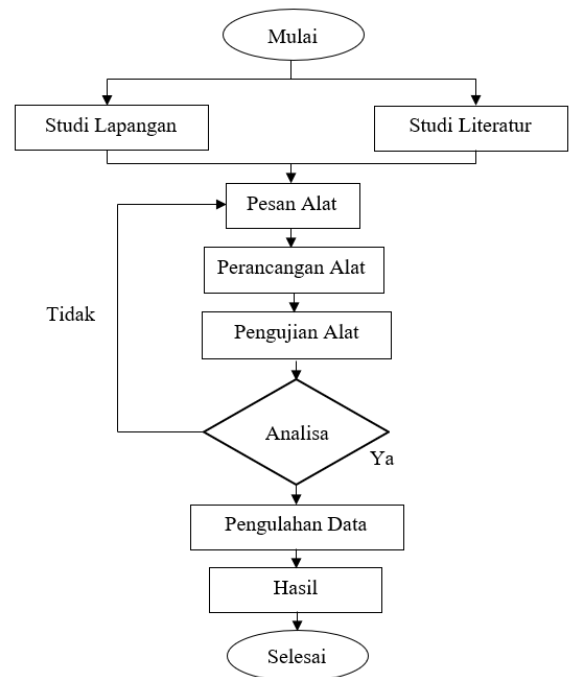 Mulai
Studi Lapangan
Studi Literatur
Pesan Alat
Perancangan Alat
Tidak
Pengujian Alat
Analisa
Ya
Pengulahan Data
Hasil
Selesai